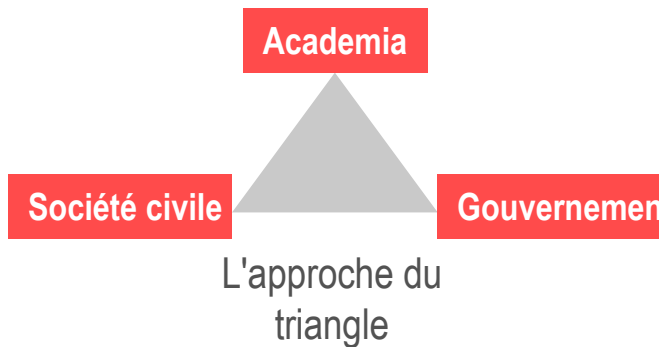 Academia
Société civile
Gouvernemen
L'approche du
triangle